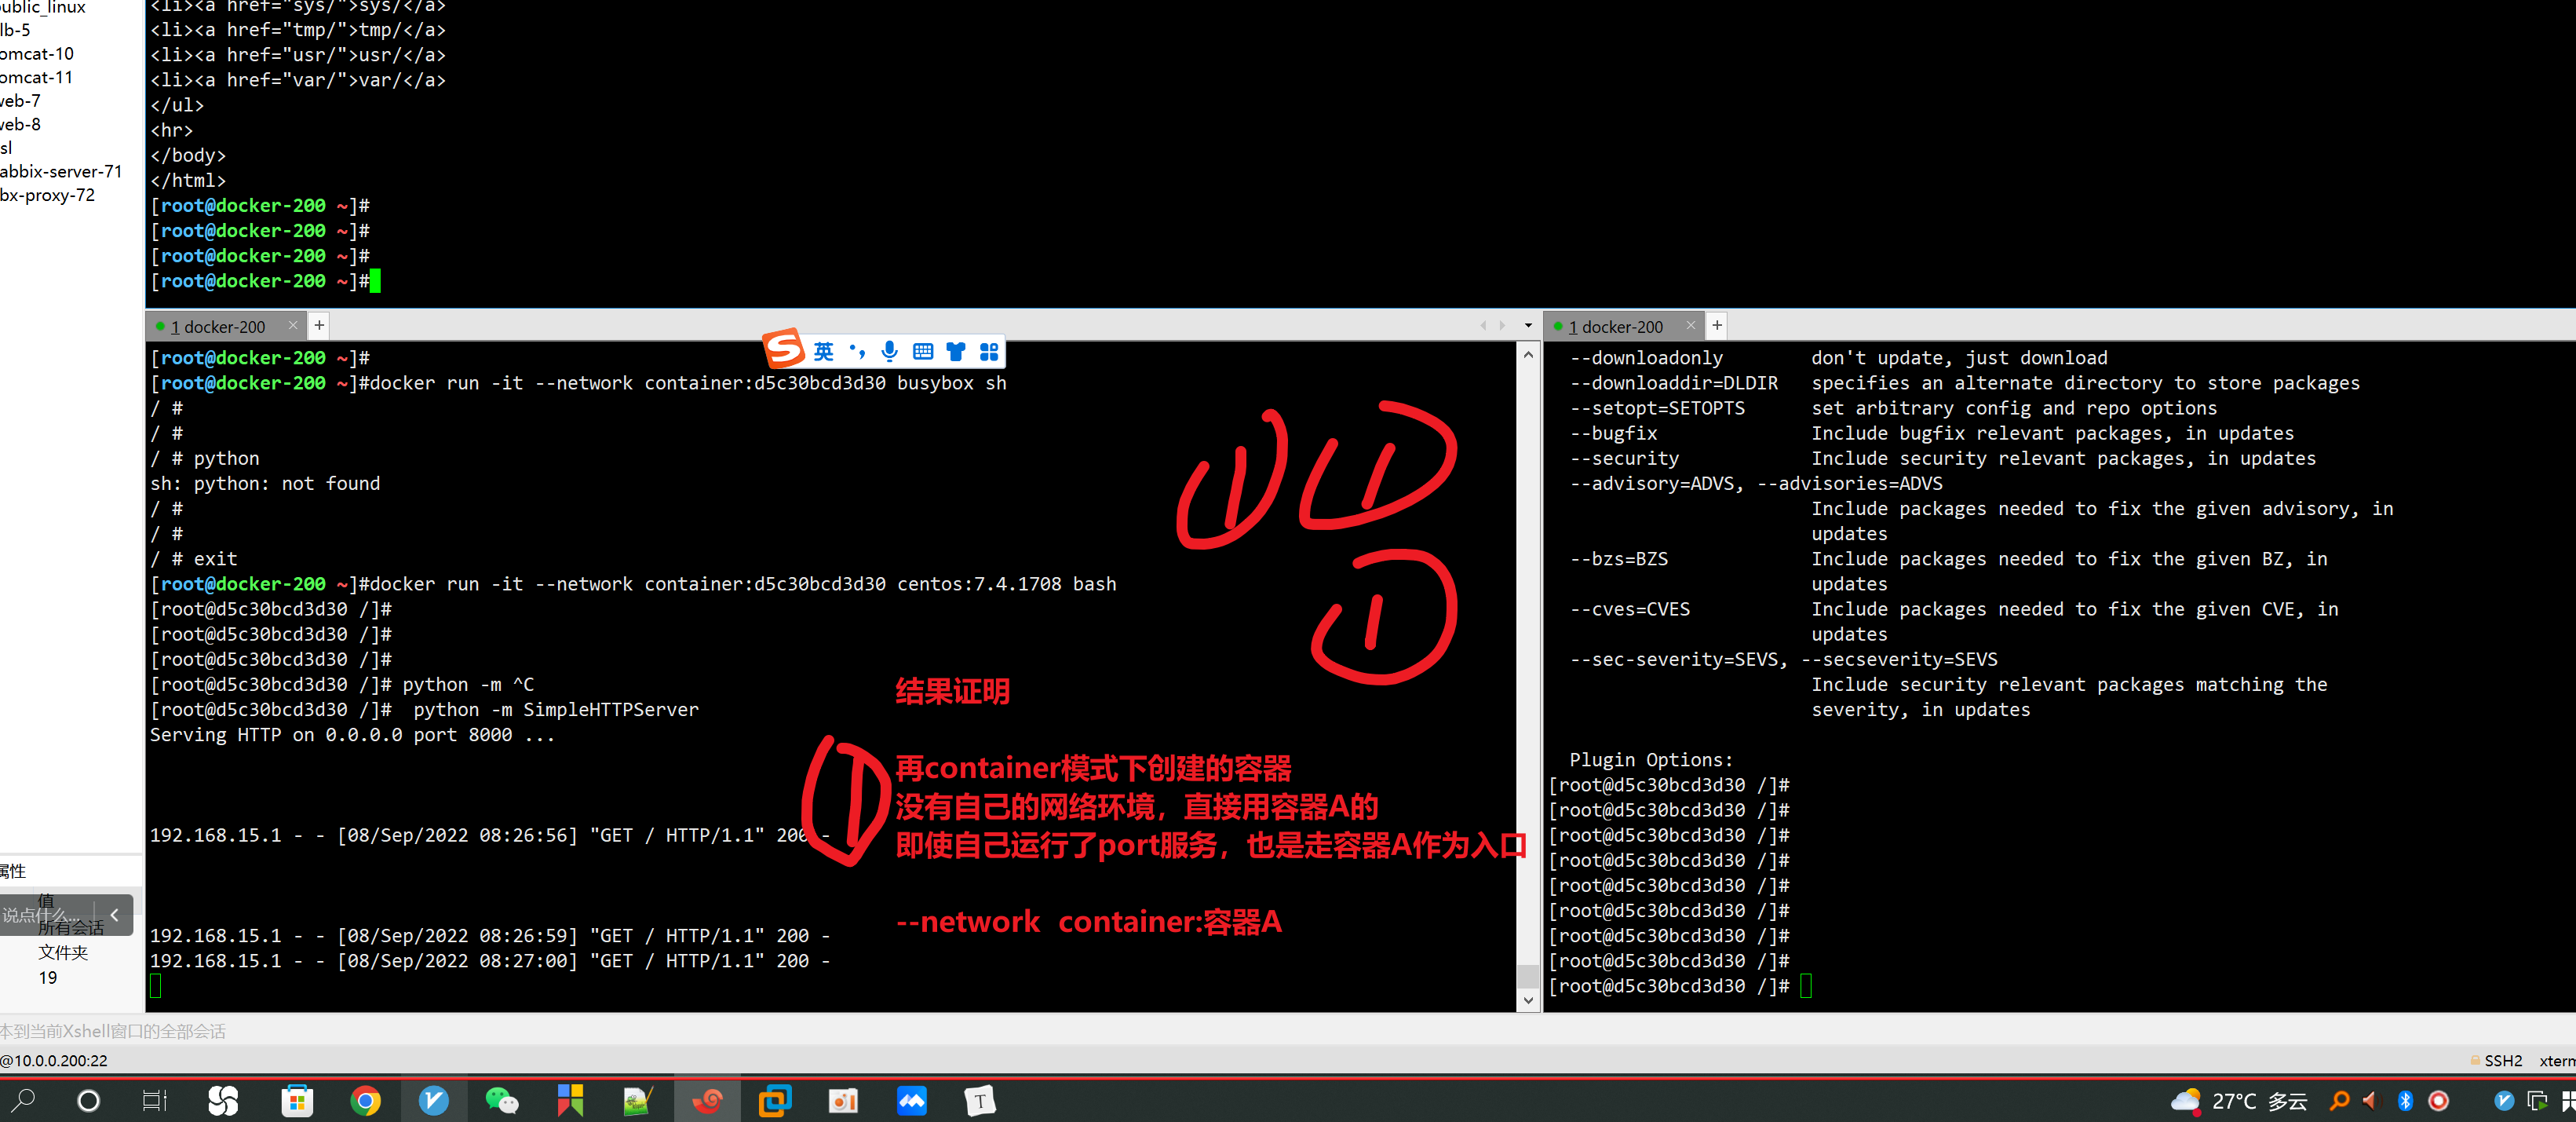 public_linux
lb-5
omcat-10
omcat-11
web-7
web-8
sl
abbix-server-71
bx-proxy-72
<li><a href="sys/">sys/</a>
<li><a href="tmp/">tmp/</a>
<li><a href="usr/">usr/</a>
<li><a href="var/">var/</a>
</ul>
<hr>
</body>
</html>
[root@docker-200 ~]#
[root@docker-200 ~]#
[root@docker-200 ~]#
[root@docker-200 ~]#
1 docker-200
英
[root@docker-200 ~]#
[root@docker-200 ~]#docker run -it --network container:d5c30bcd3d30 busybox sh
/ #
/ #
/ # python
sh: python: not found
/ #
/ #
/ # exit
[root@docker-200 ~]#docker run -it --network container:d5c30bcd3d30 centos:7.4.1708 bash
[root@d5c30bcd3d30 /]#
[root@d5c30bcd3d30 /]#
[root@d5c30bcd3d30 /]#
[root@d5c30bcd3d30 /]# python -m ^C
[root@d5c30bcd3d30 /]#  python -m SimpleHTTPServer
Serving HTTP on 0.0.0.0 port 8000 ...
192.168.15.1 - - [08/Sep/2022 08:26:56] "GET / HTTP/1.1" 200 -
192.168.15.1 - - [08/Sep/2022 08:26:59] "GET / HTTP/1.1" 200 -
192.168.15.1 - - [08/Sep/2022 08:27:00] "GET / HTTP/1.1" 200 -
结果证明
再container模式下创建的容器
没有自己的网络环境，直接用容器A的
即使自己运行了port服务，也是走容器A作为入口
--network  container:容器A
1 docker-200
--downloadonly        don't update, just download
--downloaddir=DLDIR   specifies an alternate directory to store packages
--setopt=SETOPTS      set arbitrary config and repo options
--bugfix              Include bugfix relevant packages, in updates
--security            Include security relevant packages, in updates
--advisory=ADVS, --advisories=ADVS
Include packages needed to fix the given advisory, in
updates
--bzs=BZS             Include packages needed to fix the given BZ, in
updates
--cves=CVES           Include packages needed to fix the given CVE, in
updates
--sec-severity=SEVS, --secseverity=SEVS
Include security relevant packages matching the
severity, in updates
Plugin Options:
[root@d5c30bcd3d30 /]#
[root@d5c30bcd3d30 /]#
[root@d5c30bcd3d30 /]#
[root@d5c30bcd3d30 /]#
[root@d5c30bcd3d30 /]#
[root@d5c30bcd3d30 /]#
[root@d5c30bcd3d30 /]#
[root@d5c30bcd3d30 /]#
[root@d5c30bcd3d30 /]#
属性
值
说点什么...
所有会话
文件夹
19
本到当前Xshell窗口的全部会话
@10.0.0.200:22
SSH2
xterm
27°C 多云